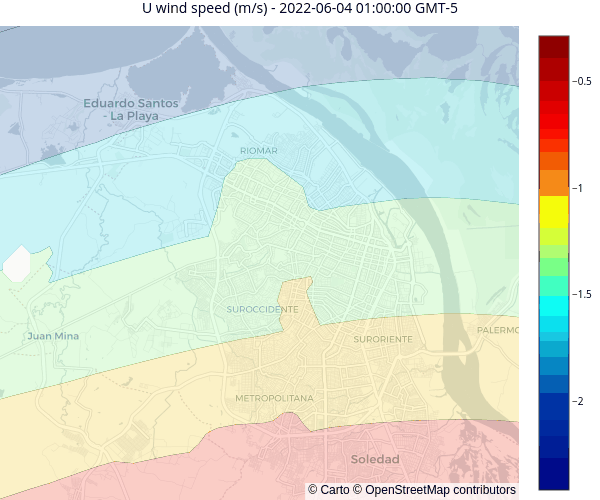 U wind speed (m/s) - 2022-06-04 01:00:00 GMT-5
−0.5
Eduardo Santos
- La Playa
RIOMAR
−1
−1.5
SUROCCIDENTE
Juan Mina
PALERMO
SURORIENTE
METROPOLITANA
−2
Soledad
© Carto © OpenStreetMap contributors